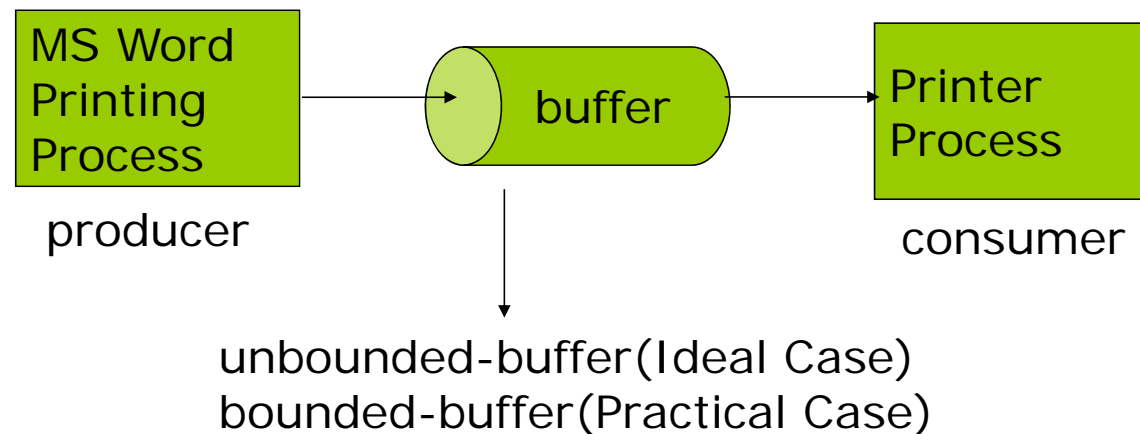 MS Word
Printing
Process
buffer
Printer
Process
producer
consumer
unbounded-buffer(Ideal Case)
bounded-buffer(Practical Case)